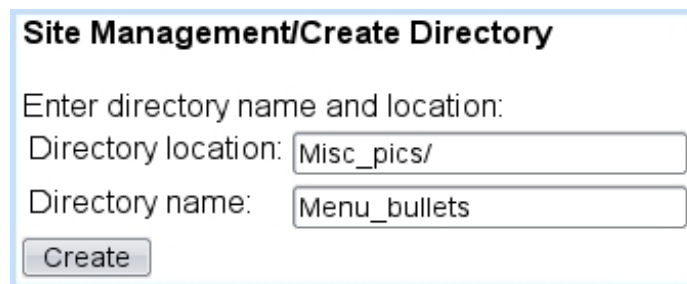 Site Management/Create Directory
Enter directory name and location:
Directory location: Misc_pics/
Directory name: Menu_bullets
Create